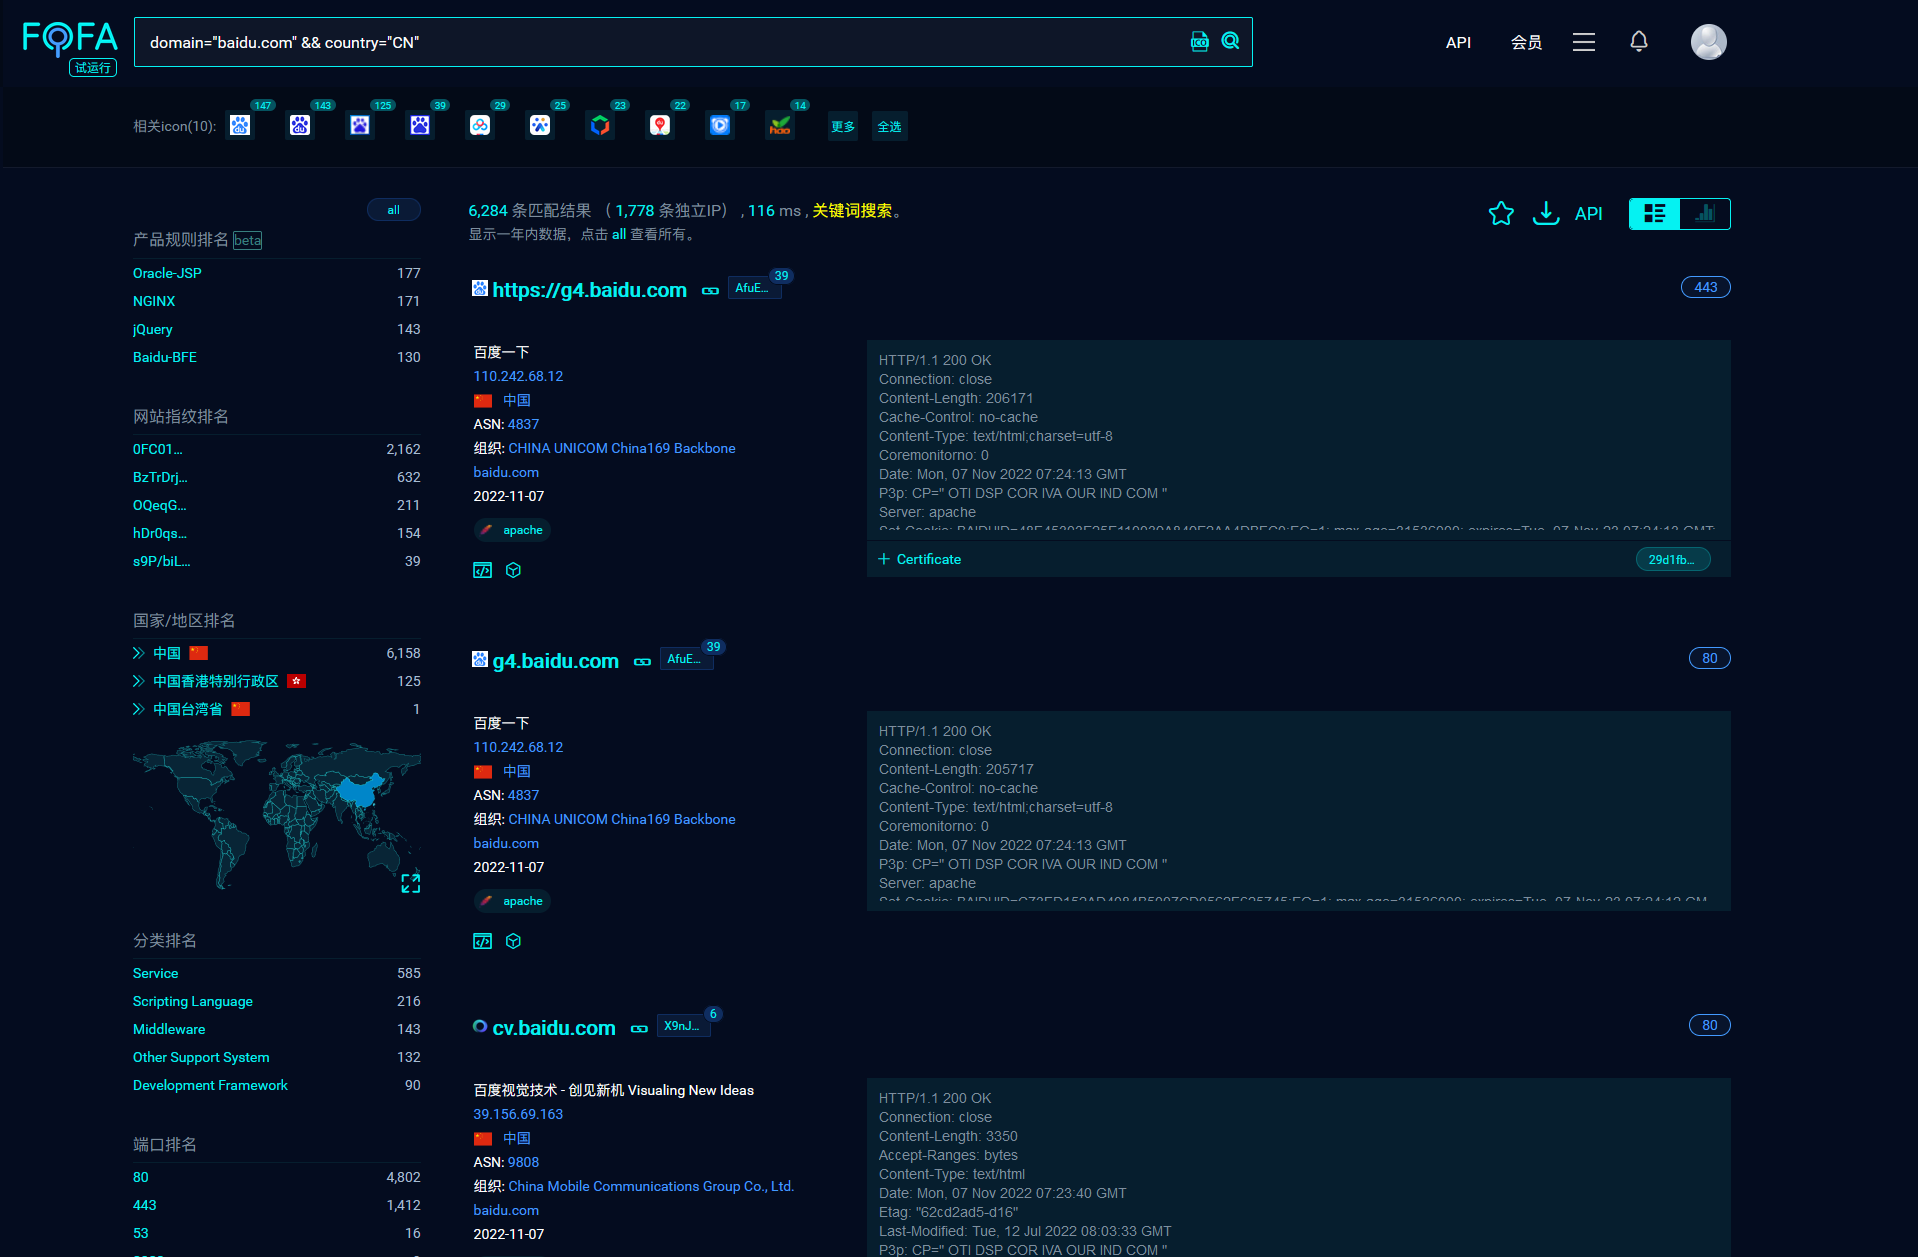 FOFA
试运行
domain="baidu.com" && country="CN"
ICO
API
会员
相关icon(10):
147
143
125
39
29
25
23
22
17
14
更多
全选
all
产品规则排名 beta
Oracle-JSP 177
NGINX 171
jQuery 143
Baidu-BFE 130
网站指纹排名
0FC01... 2,162
BzTrDrj... 632
OQeqG... 211
hDr0qs... 154
s9P/biL... 39
国家/地区排名
中国 6,158
中国香港特别行政区 125
中国台湾省 1
分类排名
Service 585
Scripting Language 216
Middleware 143
Other Support System 132
Development Framework 90
端口排名
80 4,802
443 1,412
53 16
6,284 条匹配结果 （ 1,778 条独立IP） , 116 ms , 关键词搜索。
显示一年内数据，点击 all 查看所有。
API
https://g4.baidu.com AfuE... 39
443
百度一下
110.242.68.12
中国
ASN: 4837
组织: CHINA UNICOM China169 Backbone
baidu.com
2022-11-07
apache
HTTP/1.1 200 OK
Connection: close
Content-Length: 206171
Cache-Control: no-cache
Content-Type: text/html;charset=utf-8
Coremonitorno: 0
Date: Mon, 07 Nov 2022 07:24:13 GMT
P3p: CP=" OTI DSP COR IVA OUR IND COM "
Server: apache
+ Certificate
29d1fb...
g4.baidu.com AfuE... 39
80
百度一下
110.242.68.12
中国
ASN: 4837
组织: CHINA UNICOM China169 Backbone
baidu.com
2022-11-07
apache
HTTP/1.1 200 OK
Connection: close
Content-Length: 205717
Cache-Control: no-cache
Content-Type: text/html;charset=utf-8
Coremonitorno: 0
Date: Mon, 07 Nov 2022 07:24:13 GMT
P3p: CP=" OTI DSP COR IVA OUR IND COM "
Server: apache
cv.baidu.com X9nJ... 6
80
百度视觉技术 - 创见新机 Visualing New Ideas
39.156.69.163
中国
ASN: 9808
组织: China Mobile Communications Group Co., Ltd.
baidu.com
2022-11-07
HTTP/1.1 200 OK
Connection: close
Content-Length: 3350
Accept-Ranges: bytes
Content-Type: text/html
Date: Mon, 07 Nov 2022 07:23:40 GMT
Etag: "62cd2ad5-d16"
Last-Modified: Tue, 12 Jul 2022 08:03:33 GMT
P3p: CP=" OTI DSP COR IVA OUR IND COM "